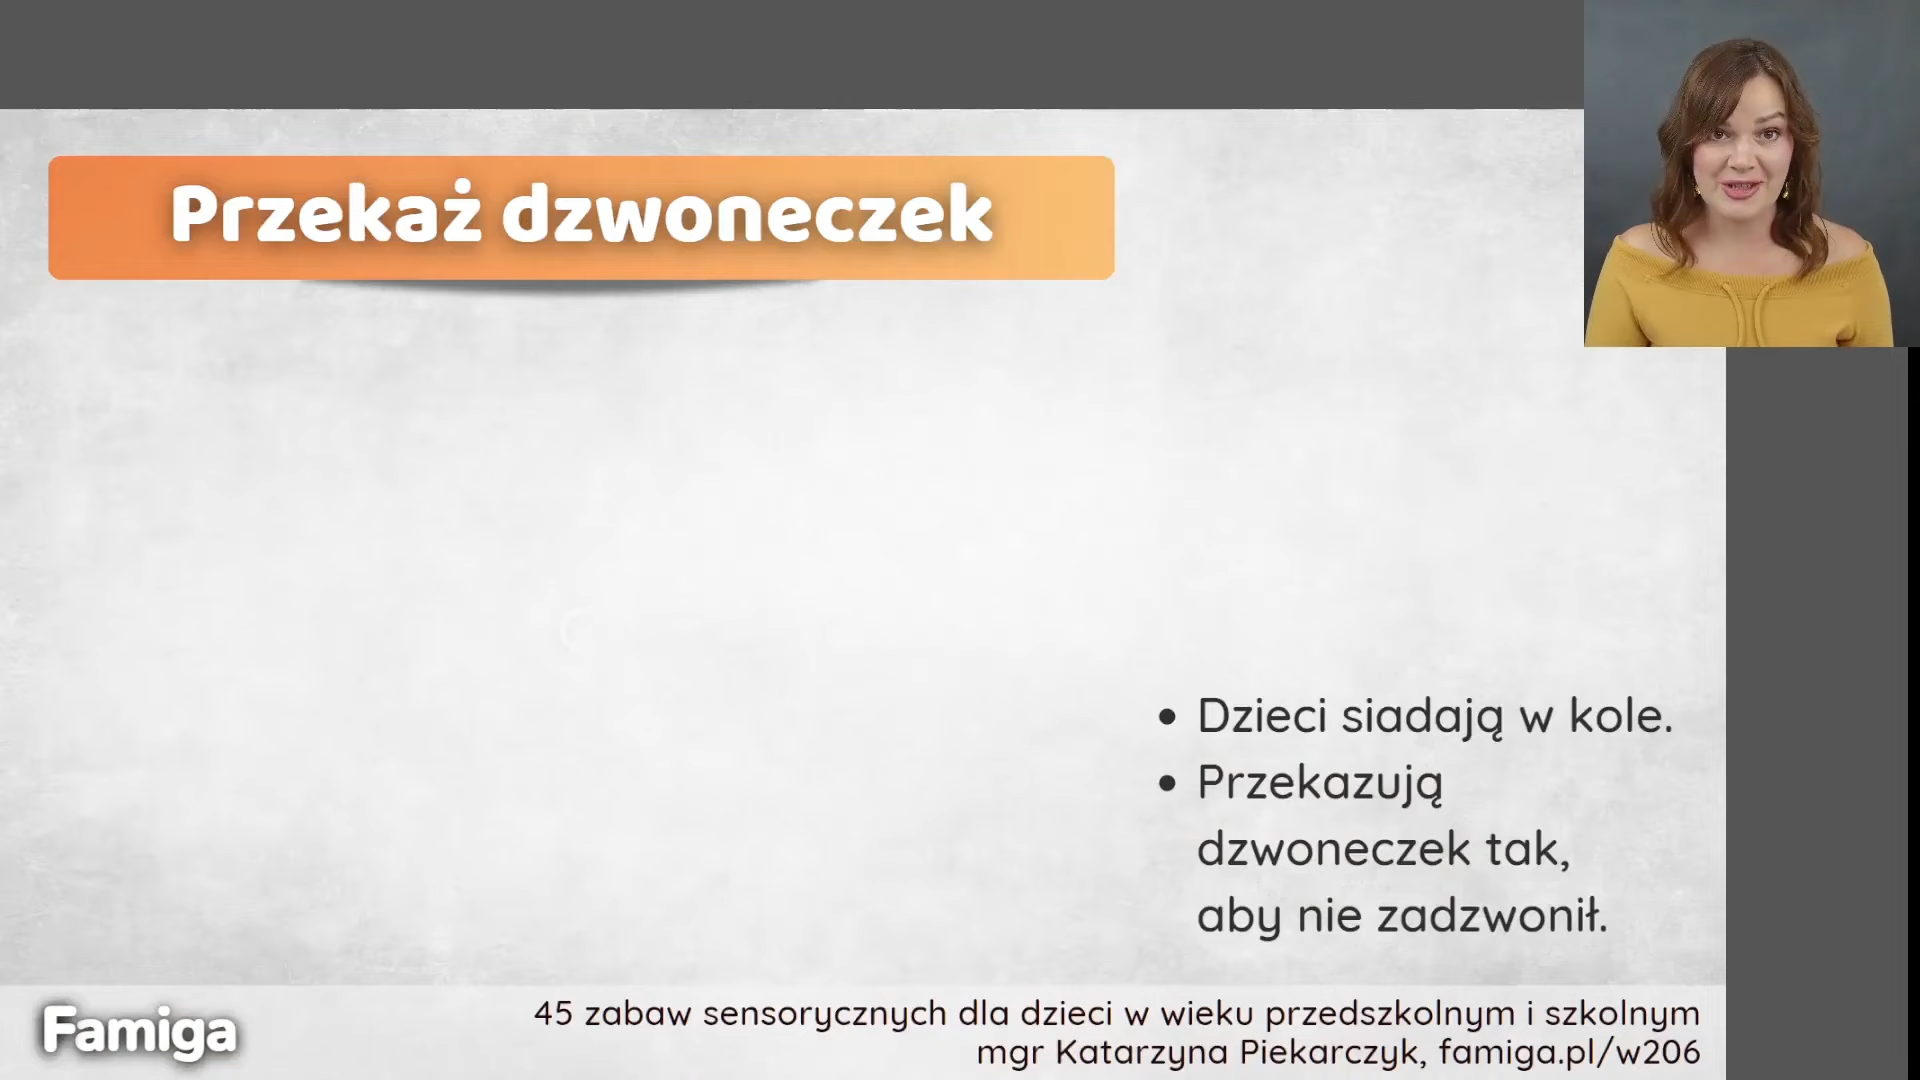 Przekaż dzwoneczek
• Dzieci siadają w kole.
• Przekazują
dzwoneczek tak,
aby nie zadzwonił.
Famiga
45 zabaw sensorycznych dla dzieci w wieku przedszkolnym i szkolnym
mgr Katarzyna Piekarczyk, famiga.pl/w206